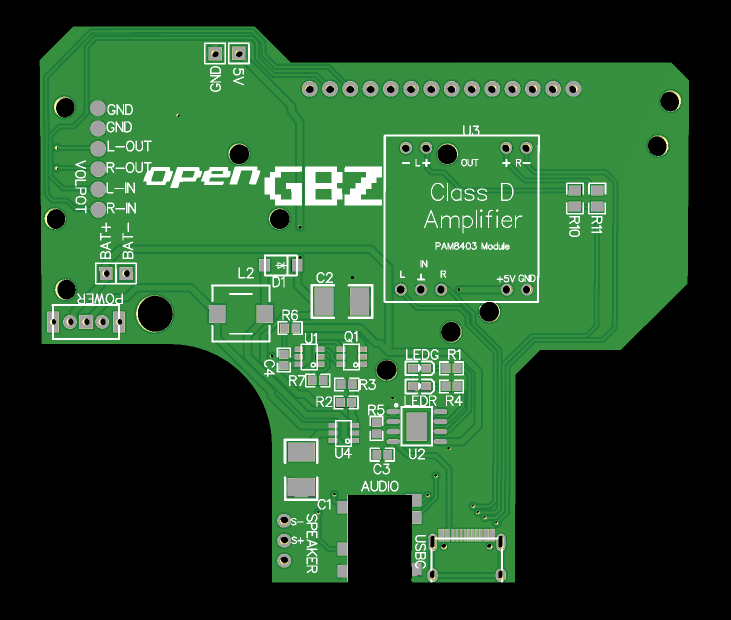 GND
5V
GND
GND
L-OUT
R-OUT
L-IN
R-IN
VOLPOT
open GBZ
U3
- L +
OUT
+ R -
Class D
Amplifier
PAM8403 Module
L
IN
R
+5V GND
R10
R11
BAT+
BAT-
POWER
L2
D1
C2
R6
U1
Q1
C4
R7
R3
R2
LEDG
R1
LEDR
R4
R5
U4
U2
C3
AUDIO
C1
S-
S+
SPEAKER
USBC